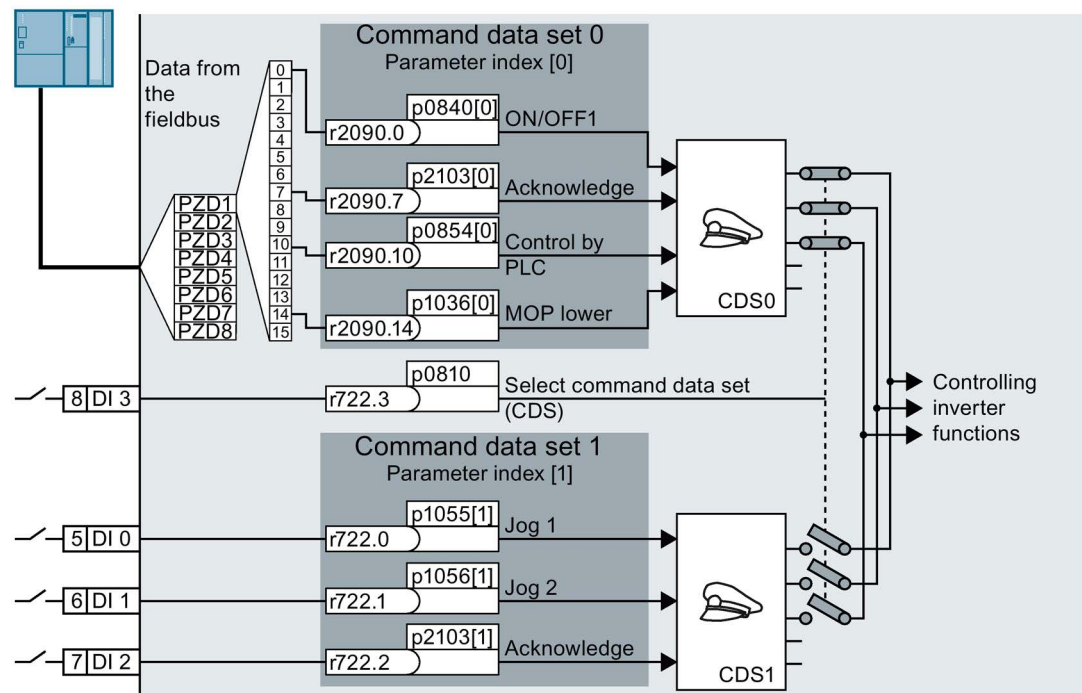 Command data set 0
Parameter index [0]
Data from
the
fieldbus
PZD1
PZD2
PZD3
PZD4
PZD5
PZD6
PZD7
PZD8
0
1
2
3
4
5
6
7
8
9
10
11
12
13
14
15
p0840[0]
r2090.0
ON/OFF1
p2103[0]
r2090.7
Acknowledge
p0854[0]
r2090.10
Control by
PLC
p1036[0]
r2090.14
MOP lower
CDS0
8 DI 3
p0810
r722.3
Select command data set
(CDS)
Controlling
inverter
functions
Command data set 1
Parameter index [1]
5 DI 0
p1055[1]
r722.0
Jog 1
6 DI 1
p1056[1]
r722.1
Jog 2
7 DI 2
p2103[1]
r722.2
Acknowledge
CDS1